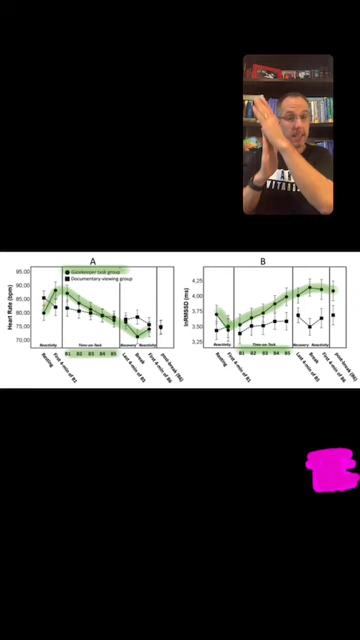 A
Gatekeeper task group
Documentary-viewing group
Heart Rate (bpm)
95.00
90.00
85.00
80.00
75.00
70.00
Reactivity
Time-on-Task
Recovery
Reactivity
Resting
First 4-min of B1
B1
B2
B3
B4
B5
Last 4-min of B5
Break
First 4-min of B6
post-break (B6)
B
lnRMSSD (ms)
4.25
4.00
3.75
3.50
3.25
Reactivity
Time-on-Task
Recovery
Reactivity
Resting
First 4-min of B1
B1
B2
B3
B4
B5
Last 4-min of B5
Break
First 4-min of B6
post-break (B6)